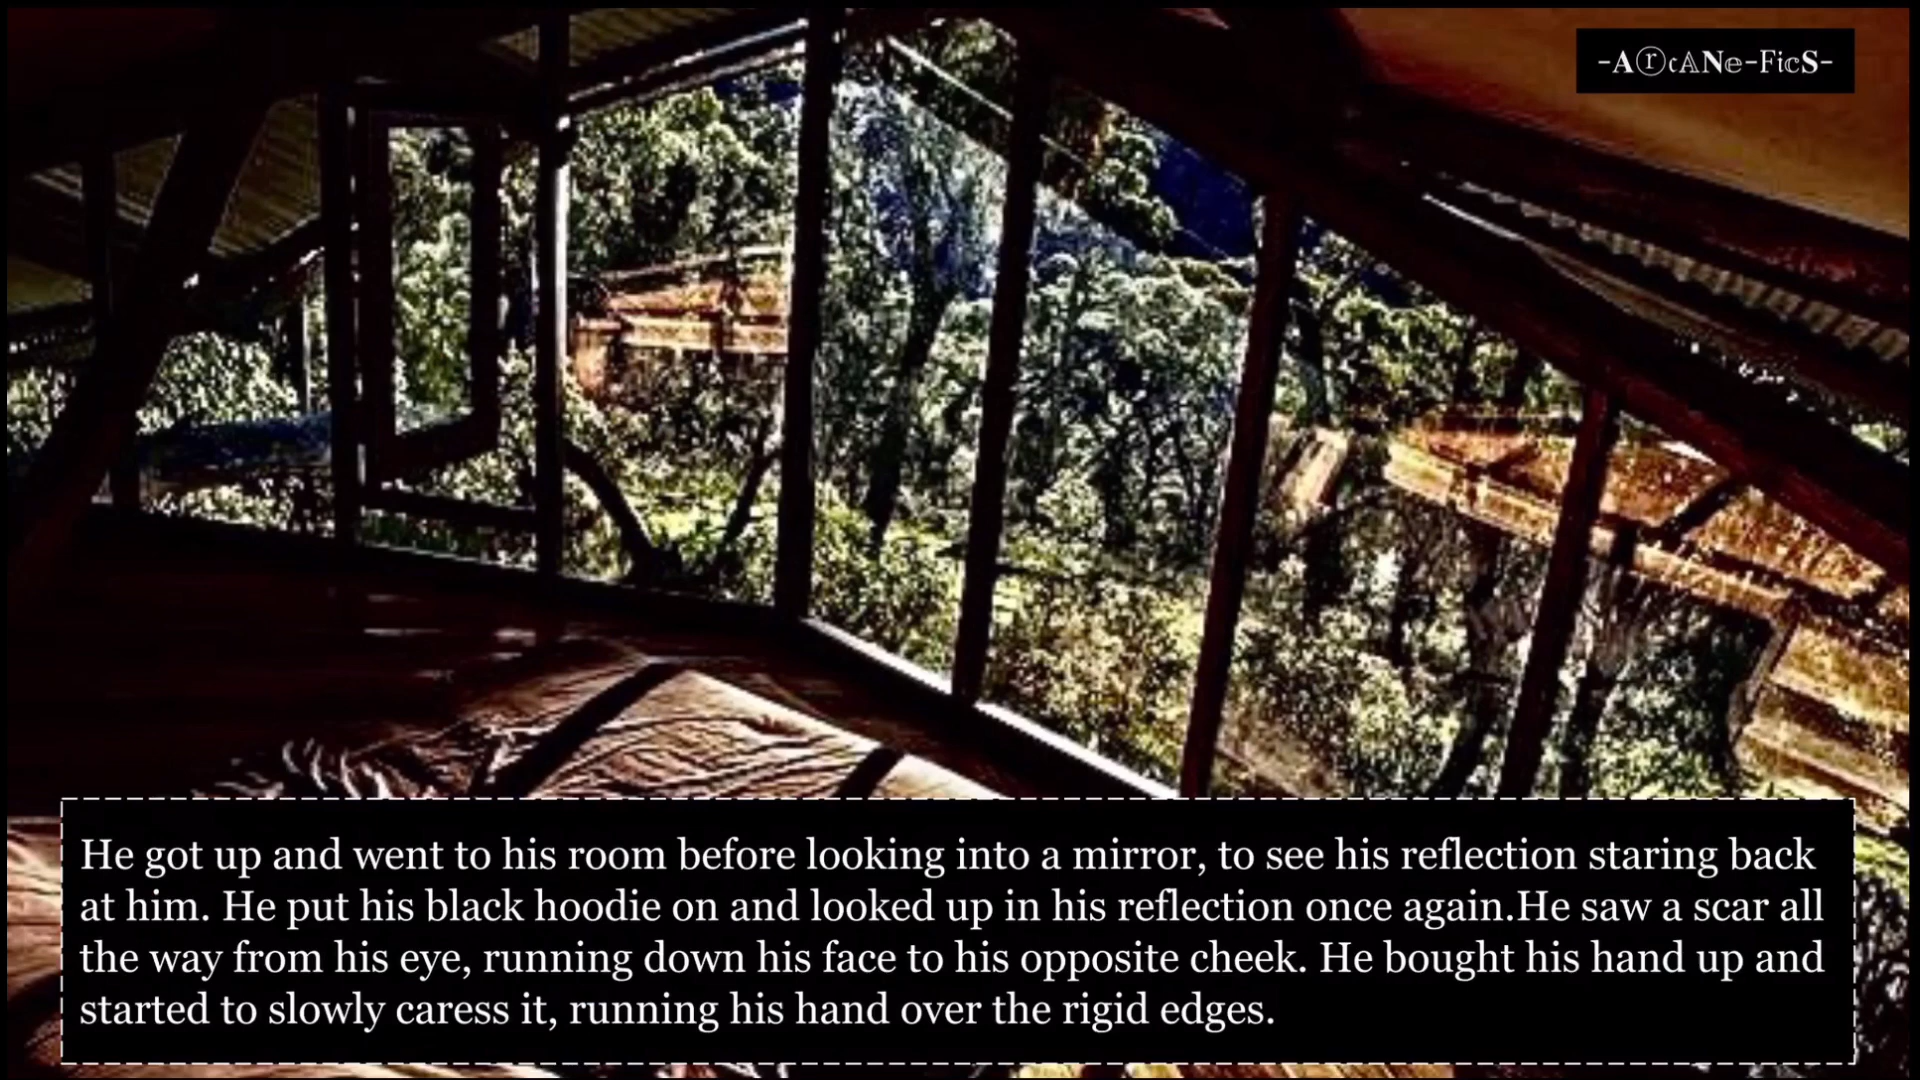 -AⓡcANe-FicS-
He got up and went to his room before looking into a mirror, to see his reflection staring back
at him. He put his black hoodie on and looked up in his reflection once again.He saw a scar all
the way from his eye, running down his face to his opposite cheek. He bought his hand up and
started to slowly caress it, running his hand over the rigid edges.